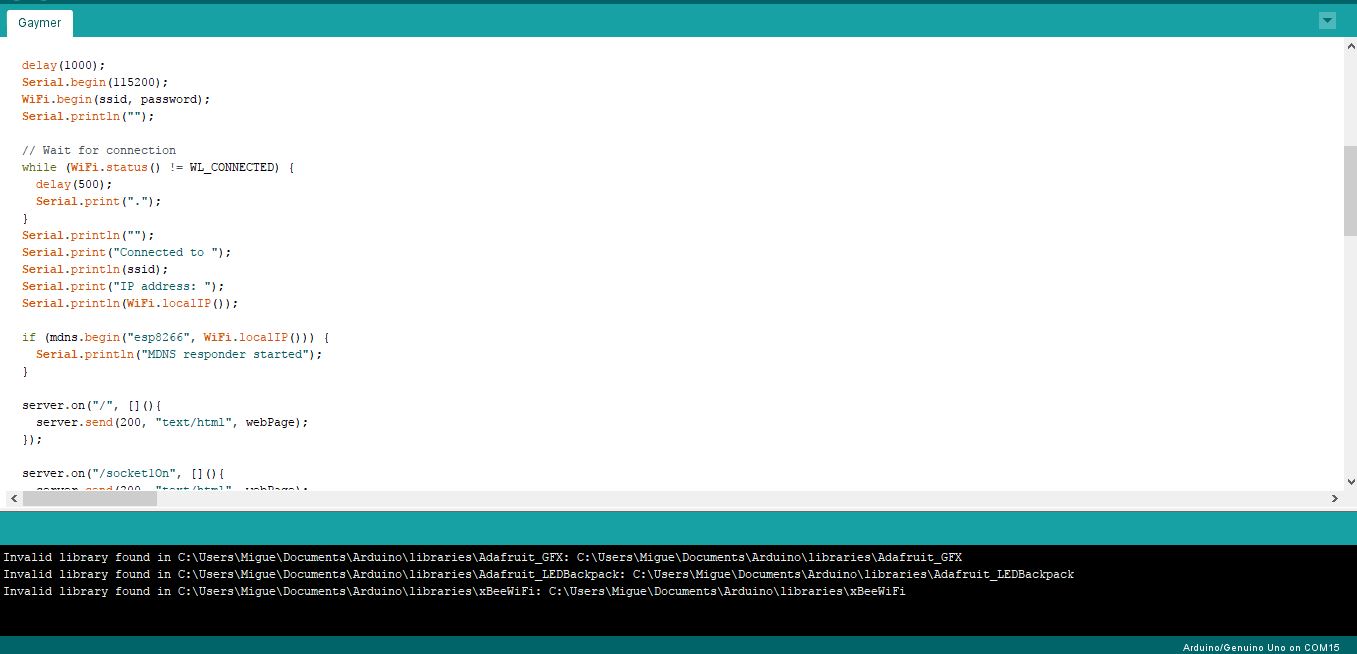 Gaymer
delay(1000);
Serial.begin(115200);
WiFi.begin(ssid, password);
Serial.println("");
// Wait for connection
while (WiFi.status() != WL_CONNECTED) {
delay(500);
Serial.print(".");
}
Serial.println("");
Serial.print("Connected to ");
Serial.println(ssid);
Serial.print("IP address: ");
Serial.println(WiFi.localIP());
if (mdns.begin("esp8266", WiFi.localIP())) {
Serial.println("MDNS responder started");
}
server.on("/", [](){
server.send(200, "text/html", webPage);
});
server.on("/socket1On", [](){
server.send(200, "text/html", webPage);
Invalid library found in C:\Users\Migue\Documents\Arduino\libraries\Adafruit_GFX: C:\Users\Migue\Documents\Arduino\libraries\Adafruit_GFX
Invalid library found in C:\Users\Migue\Documents\Arduino\libraries\Adafruit_LEDBackpack: C:\Users\Migue\Documents\Arduino\libraries\Adafruit_LEDBackpack
Invalid library found in C:\Users\Migue\Documents\Arduino\libraries\xBeeWiFi: C:\Users\Migue\Documents\Arduino\libraries\xBeeWiFi
Arduino/Genuino Uno on COM15